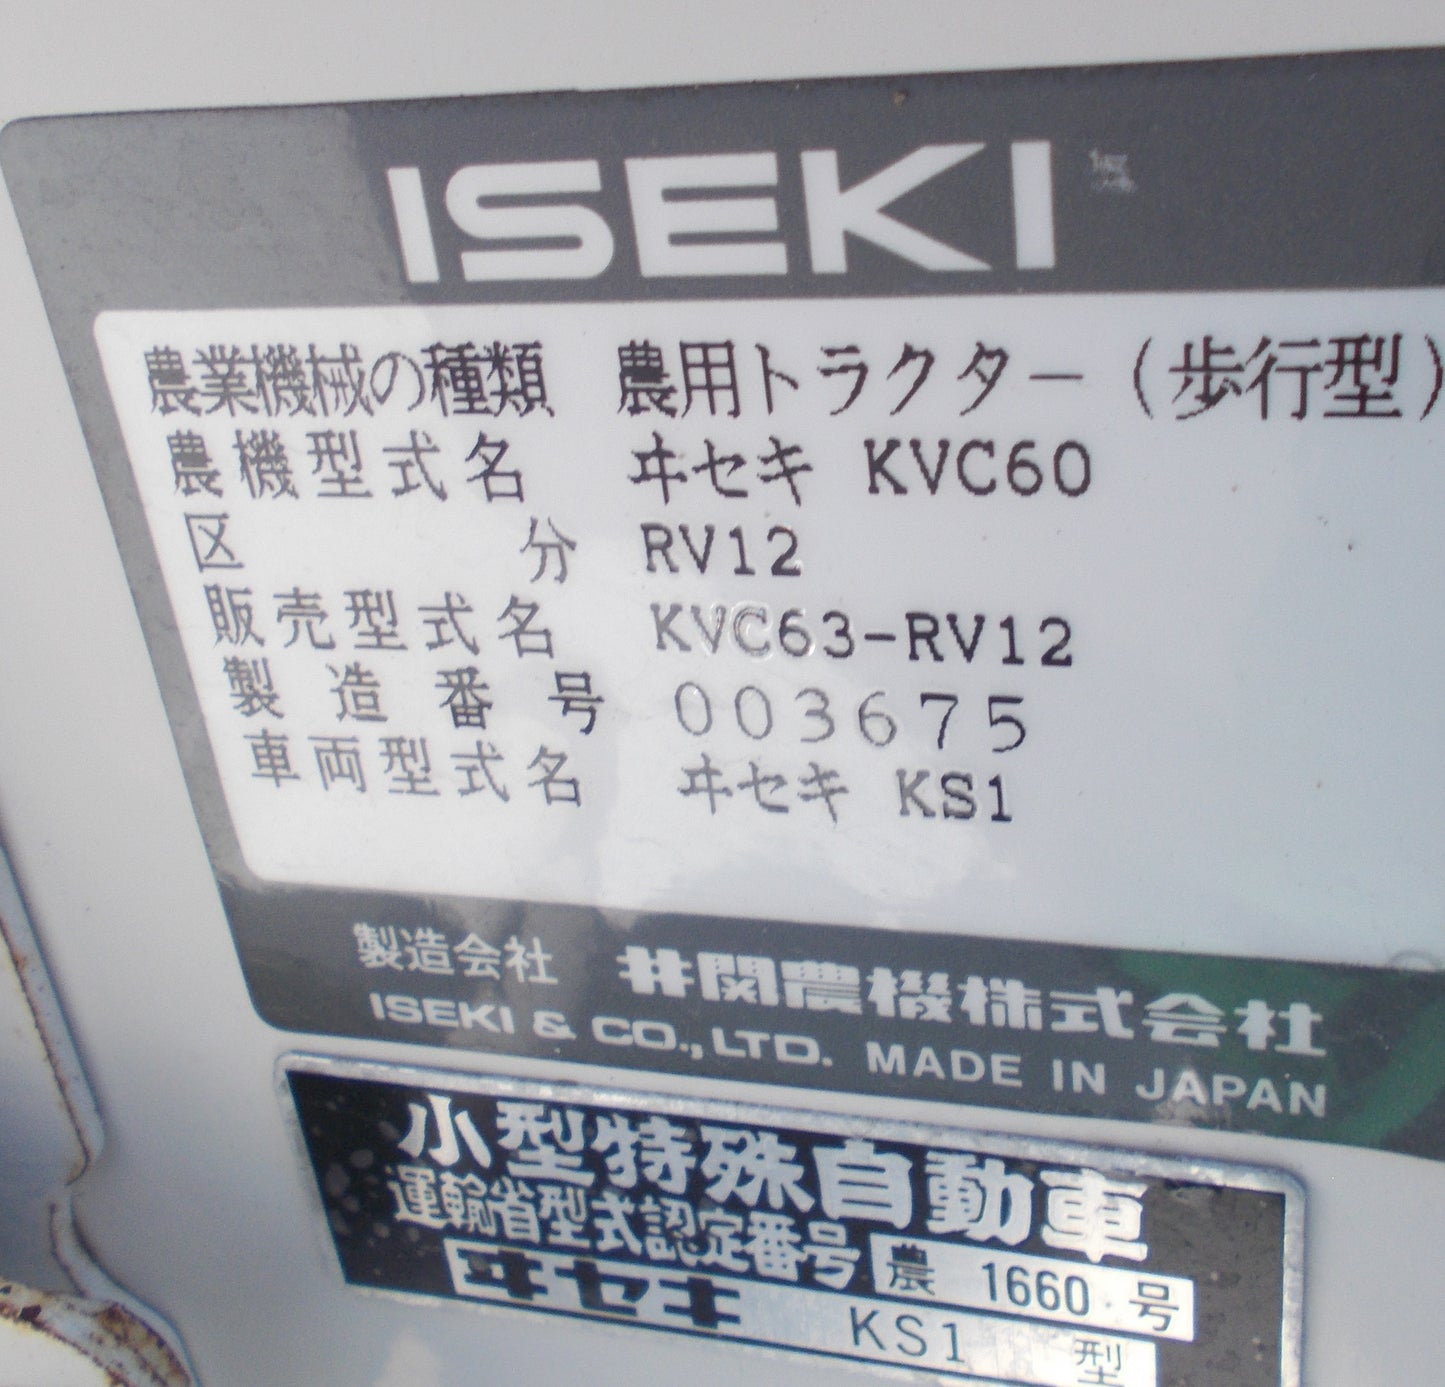 ISEKI
農業機械の種類 農用トラクター(歩行型)
農機型式名 ヰセキ KVC60
区分 RV12
販売型式名 KVC63-RV12
製造番号 003675
車両型式名 ヰセキ KS1
製造会社 井関農機株式会社
ISEKI & CO.,LTD. MADE IN JAPAN
小型特殊自動車
運輸省型式認定番号 農 1660 号
ヰセキ KS1 型